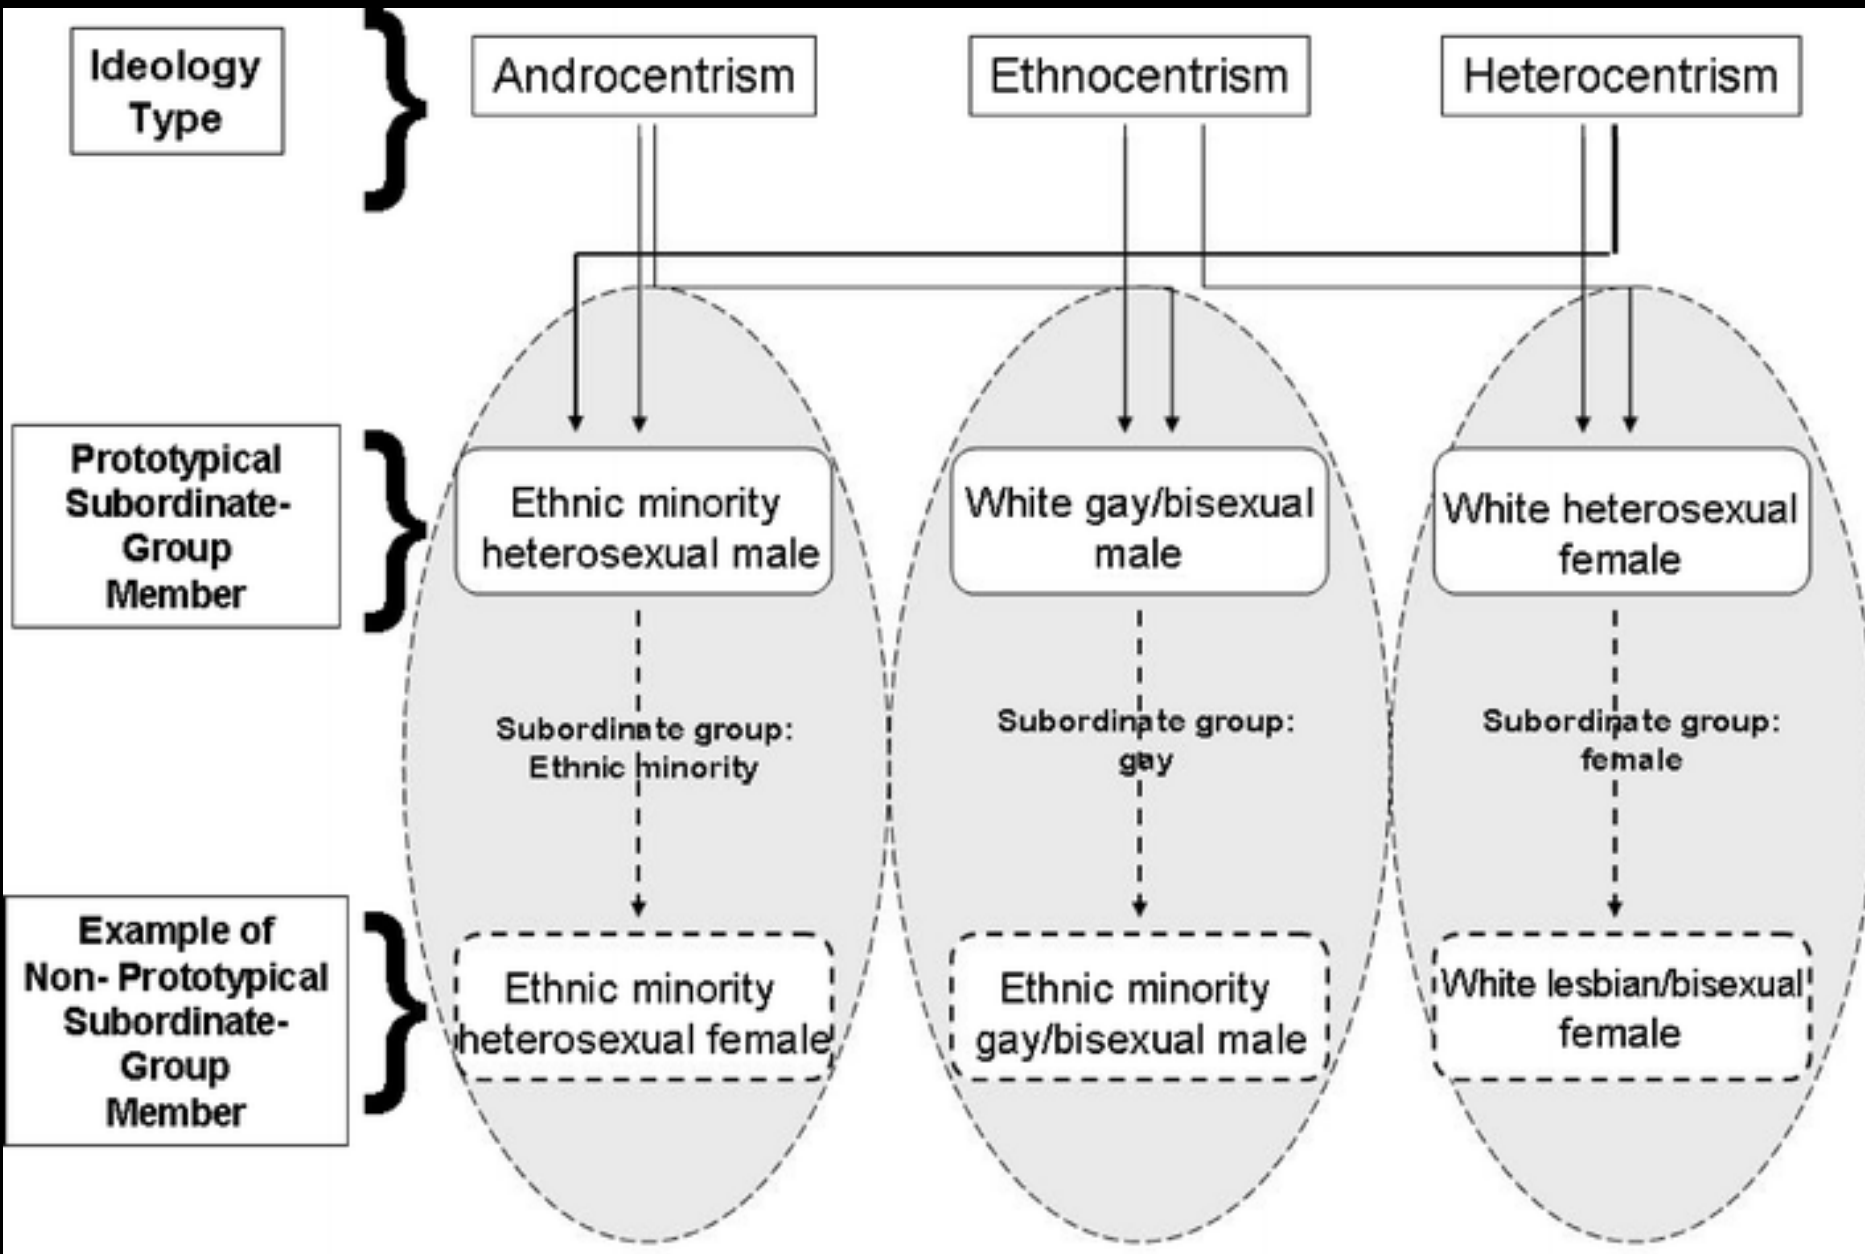 Ideology
Type
Androcentrism
Ethnocentrism
Heterocentrism
Prototypical
Subordinate-
Group
Member
Ethnic minority
heterosexual male
White gay/bisexual
male
White heterosexual
female
Subordinate group:
Ethnic minority
Subordinate group:
gay
Subordinate group:
female
Example of
Non- Prototypical
Subordinate-
Group
Member
Ethnic minority
heterosexual female
Ethnic minority
gay/bisexual male
White lesbian/bisexual
female